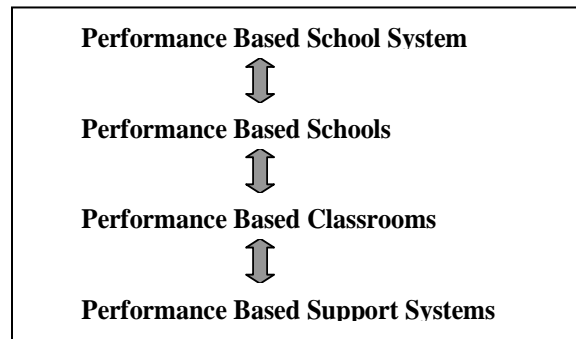 Performance Based School System
Performance Based Schools
Performance Based Classrooms
Performance Based Support Systems